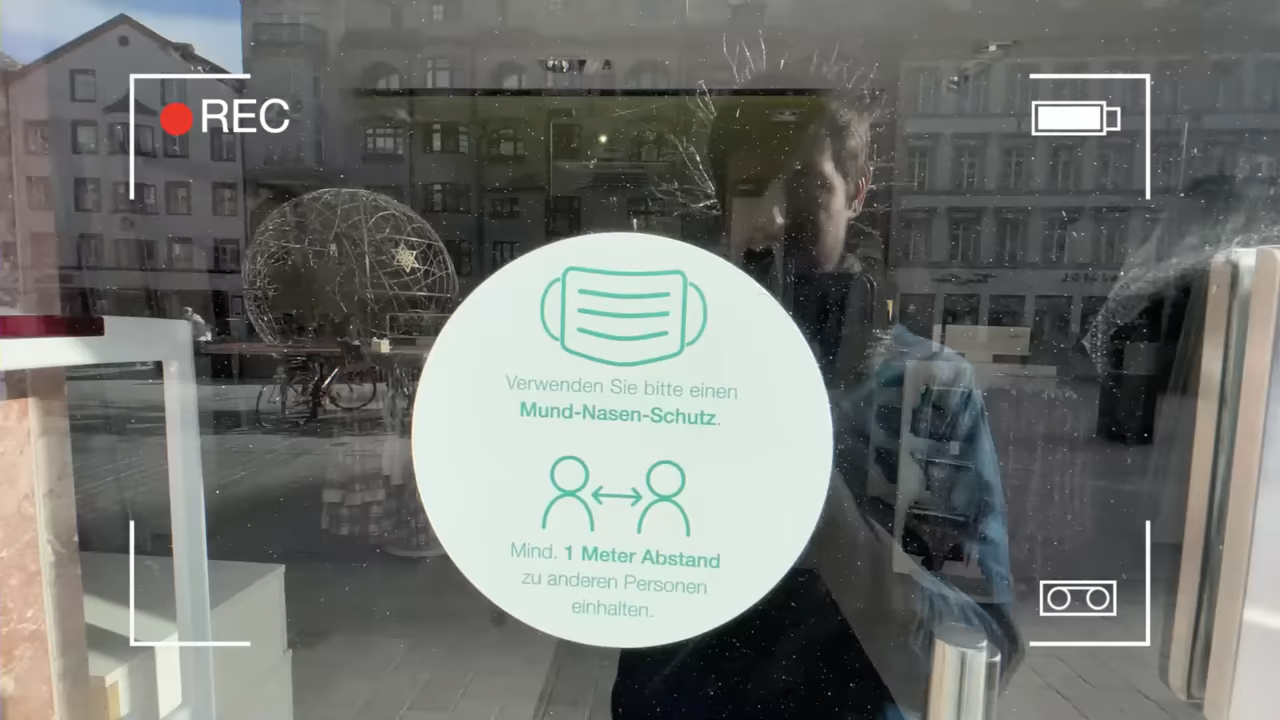 REC
Verwenden Sie bitte einen
Mund-Nasen-Schutz.
Mind. 1 Meter Abstand
zu anderen Personen
einhalten.